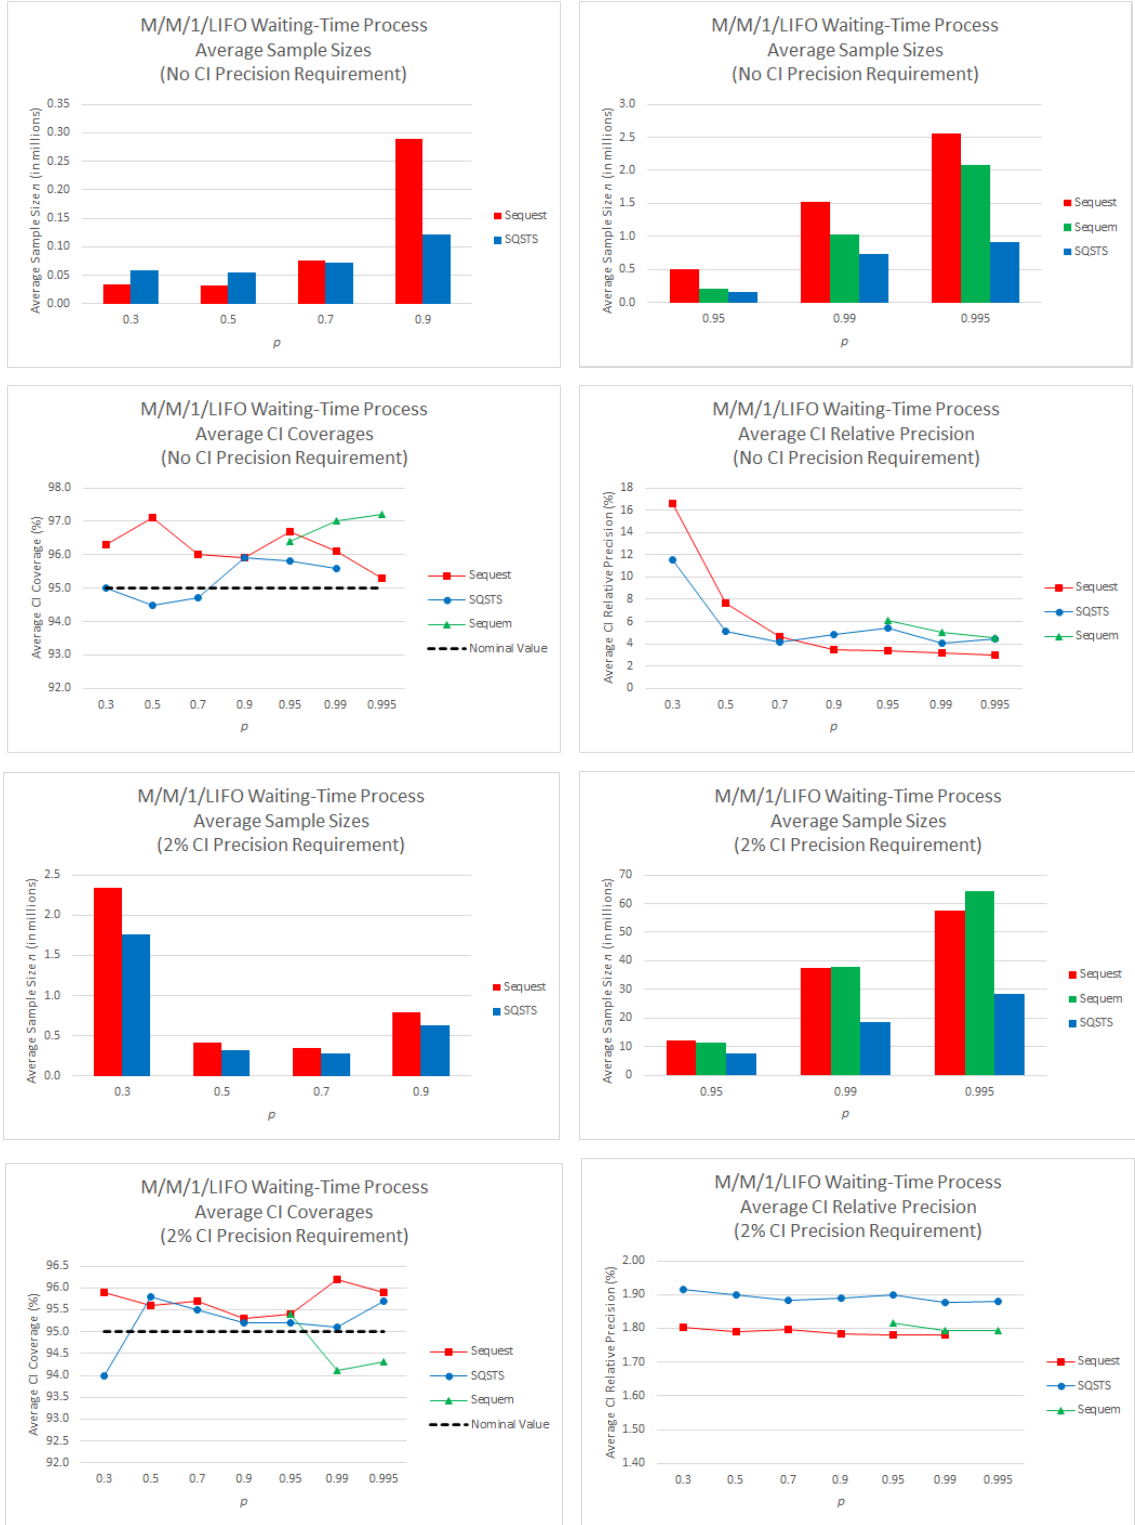 M/M/1/LIFO Waiting-Time Process
Average Sample Sizes
(No CI Precision Requirement)
Average Sample Size n (in millions)
0.35
0.30
0.25
0.20
0.15
0.10
0.05
0.00
0.3 0.5 0.7 0.9
p
Sequest
SQSTS
M/M/1/LIFO Waiting-Time Process
Average Sample Sizes
(No CI Precision Requirement)
Average Sample Size n (in millions)
3.0
2.5
2.0
1.5
1.0
0.5
0.0
0.95 0.99 0.995
p
Sequest
Sequem
SQSTS
M/M/1/LIFO Waiting-Time Process
Average CI Coverages
(No CI Precision Requirement)
Average CI Coverage (%)
98.0
97.0
96.0
95.0
94.0
93.0
92.0
0.3 0.5 0.7 0.9 0.95 0.99 0.995
p
Sequest
SQSTS
Sequem
Nominal Value
M/M/1/LIFO Waiting-Time Process
Average CI Relative Precision
(No CI Precision Requirement)
Average CI Relative Precision (%)
18
16
14
12
10
8
6
4
2
0
0.3 0.5 0.7 0.9 0.95 0.99 0.995
p
Sequest
SQSTS
Sequem
M/M/1/LIFO Waiting-Time Process
Average Sample Sizes
(2% CI Precision Requirement)
Average Sample Size n (in millions)
2.5
2.0
1.5
1.0
0.5
0.0
0.3 0.5 0.7 0.9
p
Sequest
SQSTS
M/M/1/LIFO Waiting-Time Process
Average Sample Sizes
(2% CI Precision Requirement)
Average Sample Size n (in millions)
70
60
50
40
30
20
10
0
0.95 0.99 0.995
p
Sequest
Sequem
SQSTS
M/M/1/LIFO Waiting-Time Process
Average CI Coverages
(2% CI Precision Requirement)
Average CI Coverage (%)
96.5
96.0
95.5
95.0
94.5
94.0
93.5
93.0
92.5
92.0
0.3 0.5 0.7 0.9 0.95 0.99 0.995
p
Sequest
SQSTS
Sequem
Nominal Value
M/M/1/LIFO Waiting-Time Process
Average CI Relative Precision
(2% CI Precision Requirement)
Average CI Relative Precision (%)
2.00
1.90
1.80
1.70
1.60
1.50
1.40
0.3 0.5 0.7 0.9 0.95 0.99 0.995
p
Sequest
SQSTS
Sequem